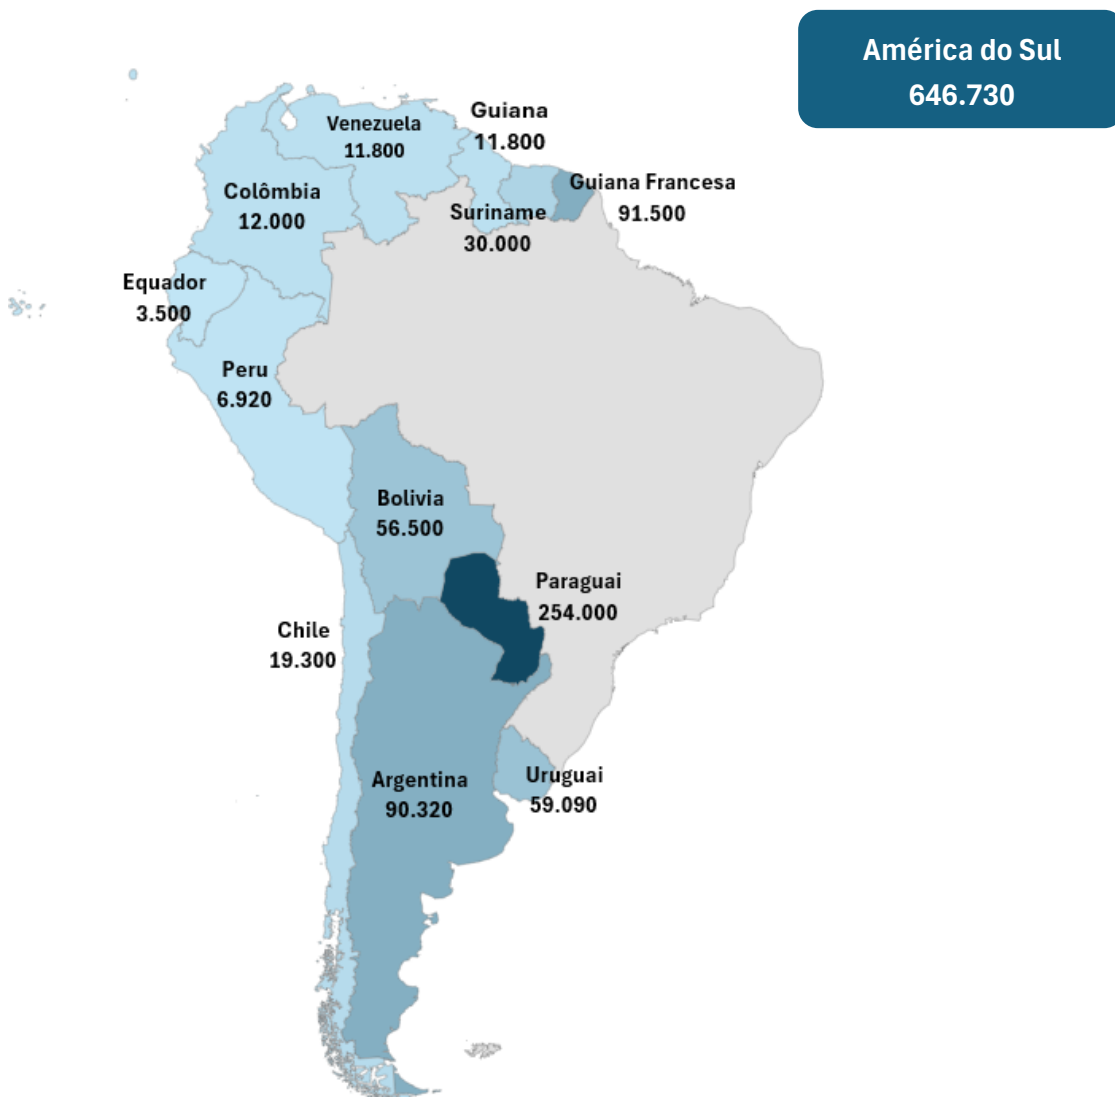 América do Sul
646.730
Guiana
11.800
Venezuela
11.800
Guiana Francesa
91.500
Colômbia
12.000
Suriname
30.000
Equador
3.500
Peru
6.920
Bolivia
56.500
Paraguai
254.000
Chile
19.300
Argentina
90.320
Uruguai
59.090